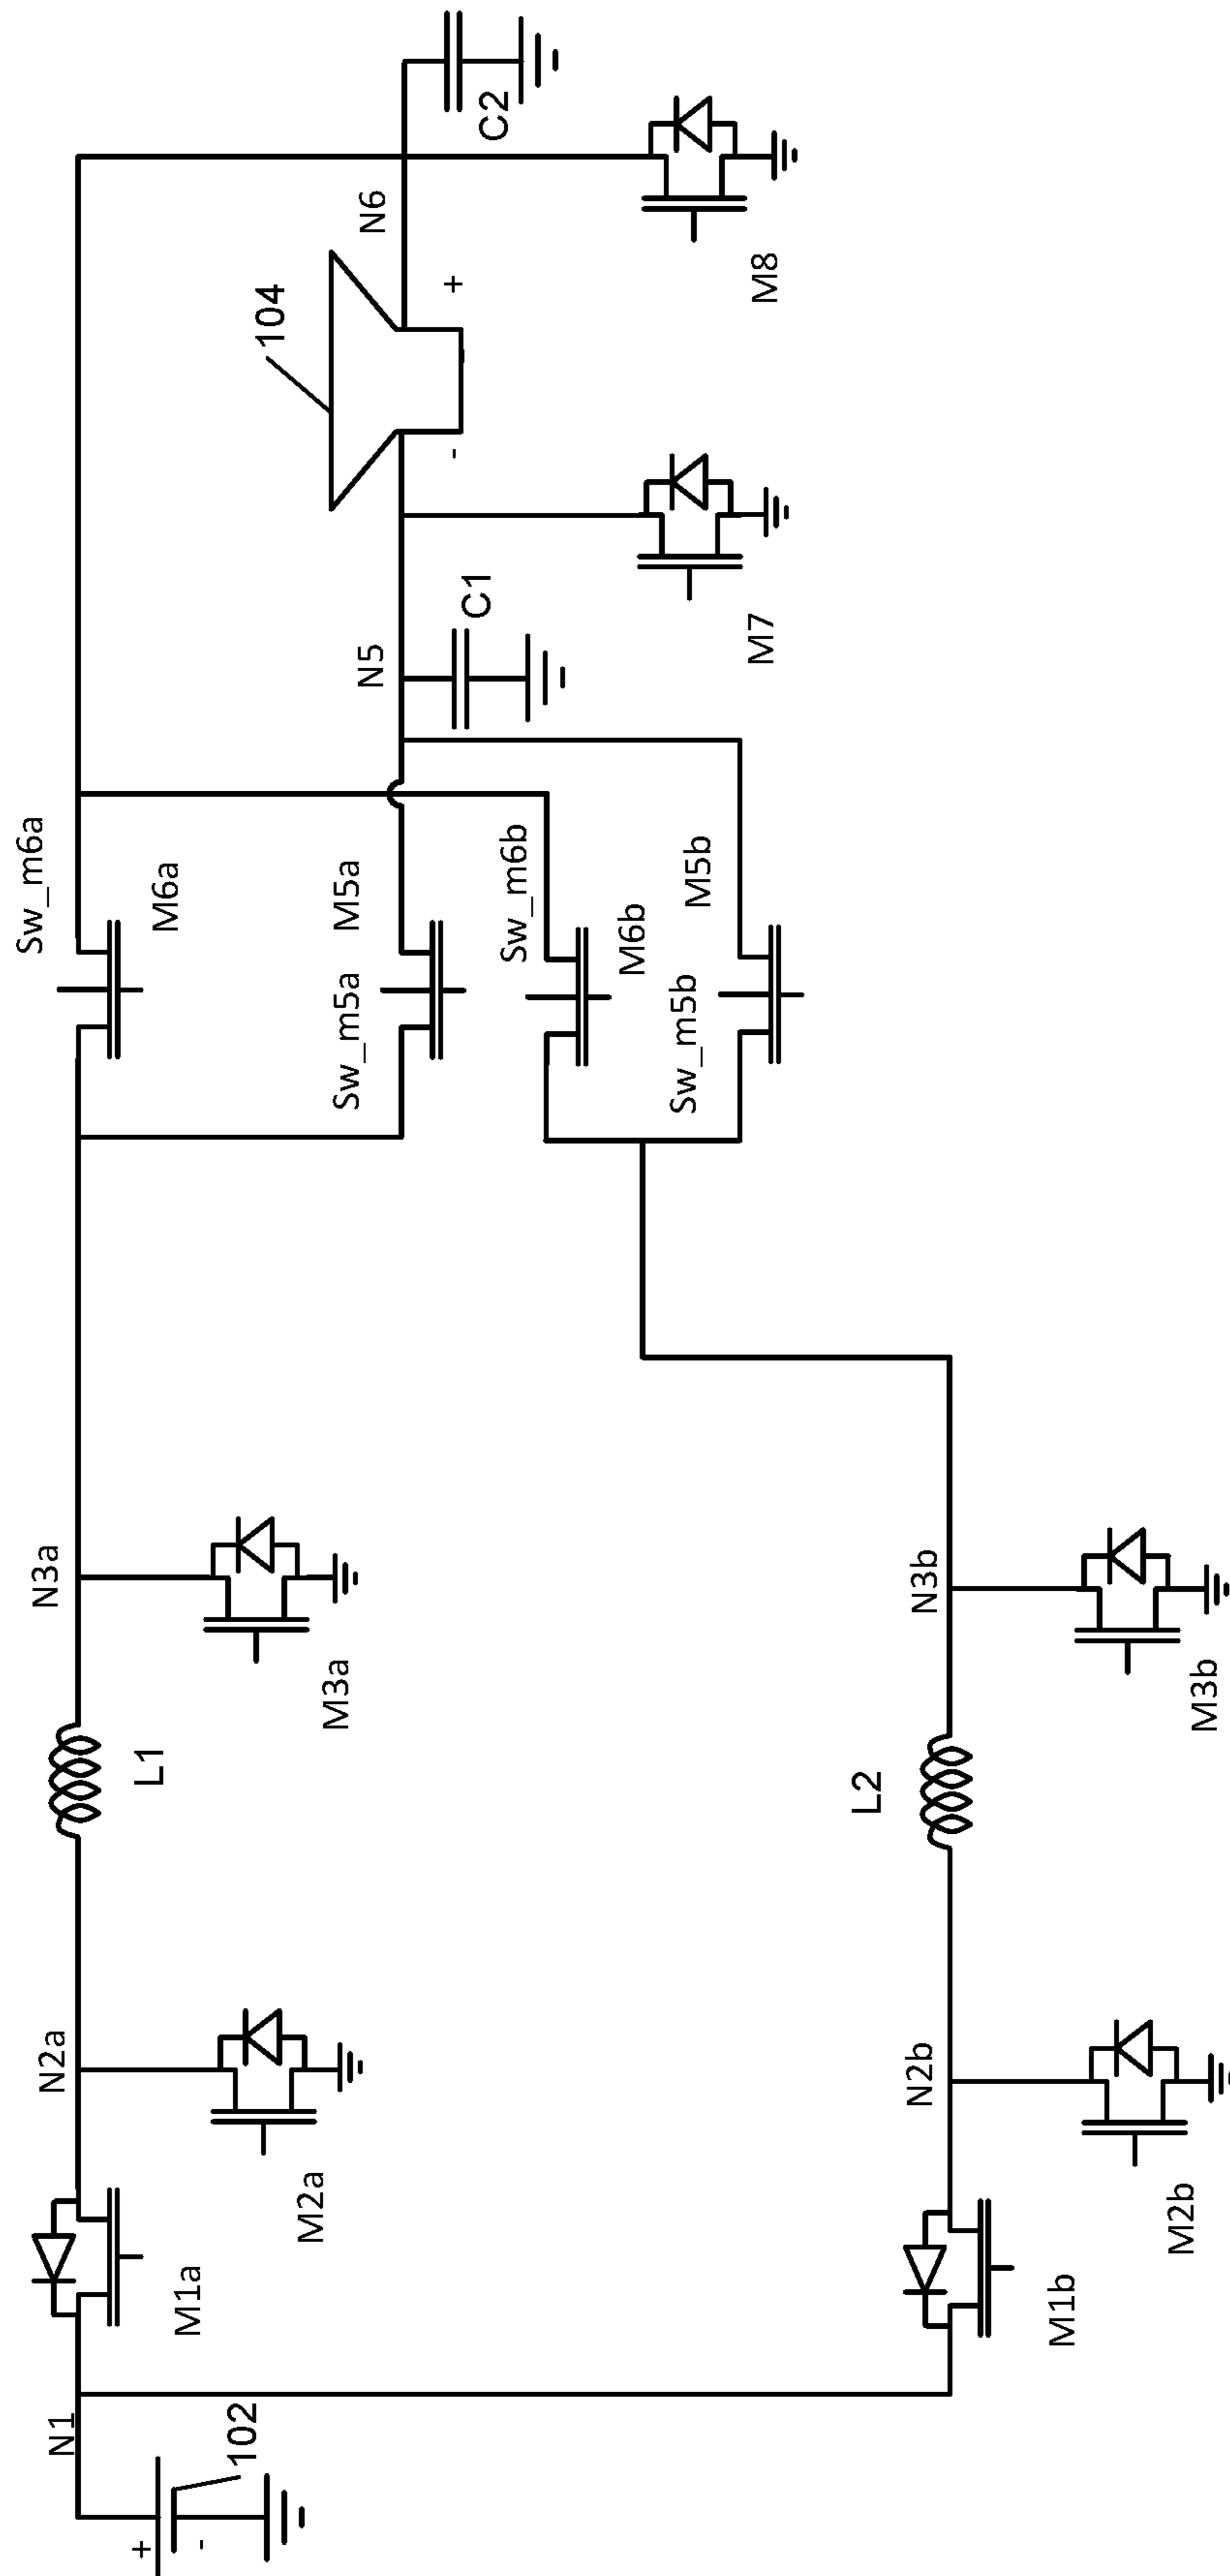 N1
+
-
102
M1a
N2a
M2a
L1
N3a
M3a
M1b
N2b
M2b
L2
N3b
M3b
Sw_m6a
M6a
Sw_m5a
M5a
Sw_m6b
M6b
Sw_m5b
M5b
N5
C1
M7
104
-
+
N6
M8
C2